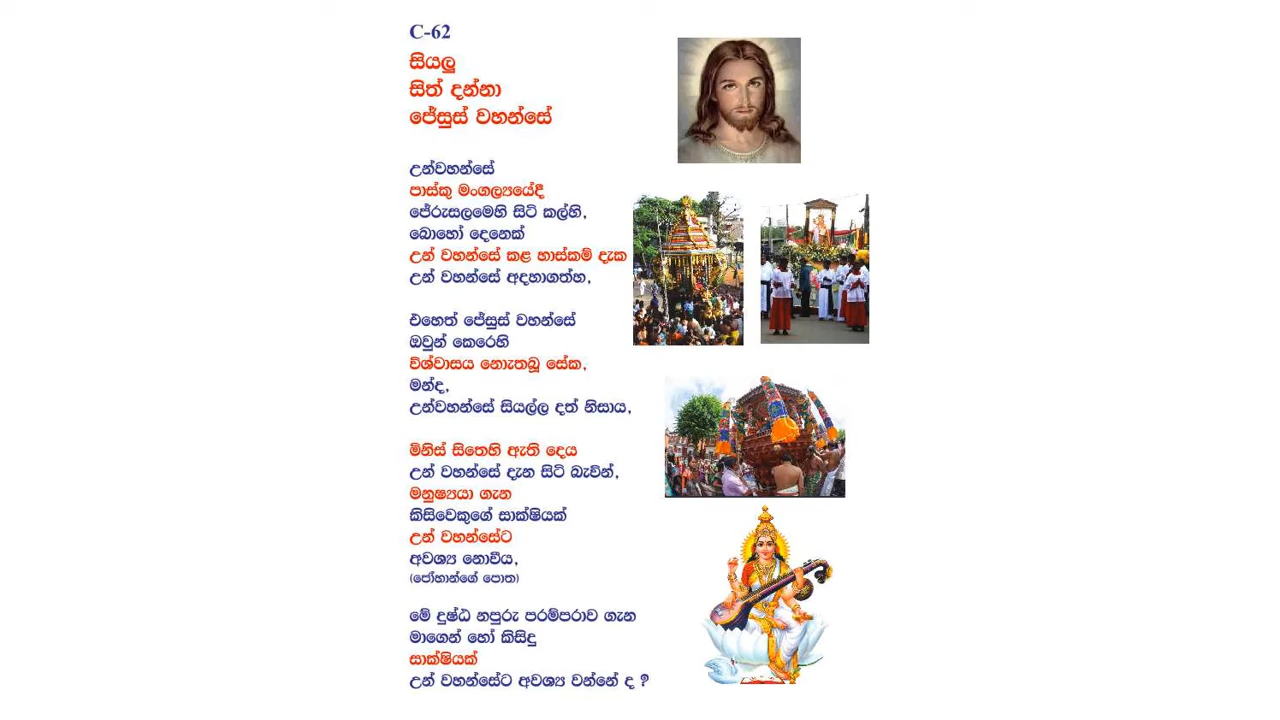 C-62
සියලු
සිත් දන්නා
ජේසුස් වහන්සේ
උන්වහන්සේ
පාස්කු මංගල්‍යයේදී
ජේරුසලමෙහි සිටි කල්හි,
බොහෝ දෙනෙක්
උන් වහන්සේ කළ හාස්කම් දැක
උන් වහන්සේ අදහාගත්හ,
එහෙත් ජේසුස් වහන්සේ
ඔවුන් කෙරෙහි
විශ්වාසය නොැතබූ සේක,
මන්ද,
උන්වහන්සේ සියල්ල දත් නිසාය,
මිනිස් සිතෙහි ඇති දෙය
උන් වහන්සේ දැන සිටි බැවින්,
මනුෂ්‍යයා ගැන
කිසිවෙකුගේ සාක්ෂියක්
උන් වහන්සේට
අවශ්‍ය නොවීය,
(ජෝහාන්ගේ පොත)
මේ දුෂ්ඨ නපුරු පරම්පරාව ගැන
මාගෙන් හෝ කිසිදු
සාක්ෂියක්
උන් වහන්සේට අවශ්‍ය වන්නේ ද ?